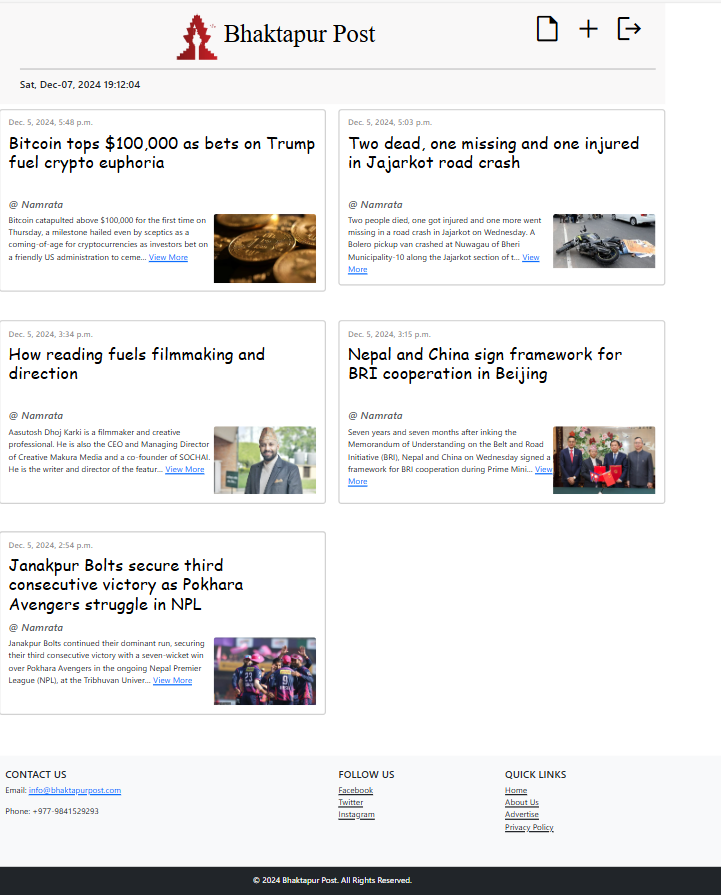 Bhaktapur Post
Sat, Dec-07, 2024 19:12:04
Dec. 5, 2024, 5:48 p.m.
Bitcoin tops $100,000 as bets on Trump
fuel crypto euphoria
@ Namrata
Bitcoin catapulted above $100,000 for the first time on
Thursday, a milestone hailed even by sceptics as a
coming-of-age for cryptocurrencies as investors bet on
a friendly US administration to ceme... View More
Dec. 5, 2024, 5:03 p.m.
Two dead, one missing and one injured
in Jajarkot road crash
@ Namrata
Two people died, one got injured and one more went
missing in a road crash in Jajarkot on Wednesday. A
Bolero pickup van crashed at Nuwagau of Bheri
Municipality-10 along the Jajarkot section of t... View
More
Dec. 5, 2024, 3:34 p.m.
How reading fuels filmmaking and
direction
@ Namrata
Aasutosh Dhoj Karki is a filmmaker and creative
professional. He is also the CEO and Managing Director
of Creative Makura Media and a co-founder of SOCHAI.
He is the writer and director of the featur... View More
Dec. 5, 2024, 3:15 p.m.
Nepal and China sign framework for
BRI cooperation in Beijing
@ Namrata
Seven years and seven months after inking the
Memorandum of Understanding on the Belt and Road
Initiative (BRI), Nepal and China on Wednesday signed a
framework for BRI cooperation during Prime Mini... View
More
Dec. 5, 2024, 2:54 p.m.
Janakpur Bolts secure third
consecutive victory as Pokhara
Avengers struggle in NPL
@ Namrata
Janakpur Bolts continued their dominant run, securing
their third consecutive victory with a seven-wicket win
over Pokhara Avengers in the ongoing Nepal Premier
League (NPL), at the Tribhuvan Univer... View More
23
9
CONTACT US
Email: info@bhaktapurpost.com
Phone: +977-9841529293
FOLLOW US
Facebook
Twitter
Instagram
QUICK LINKS
Home
About Us
Advertise
Privacy Policy
© 2024 Bhaktapur Post. All Rights Reserved.